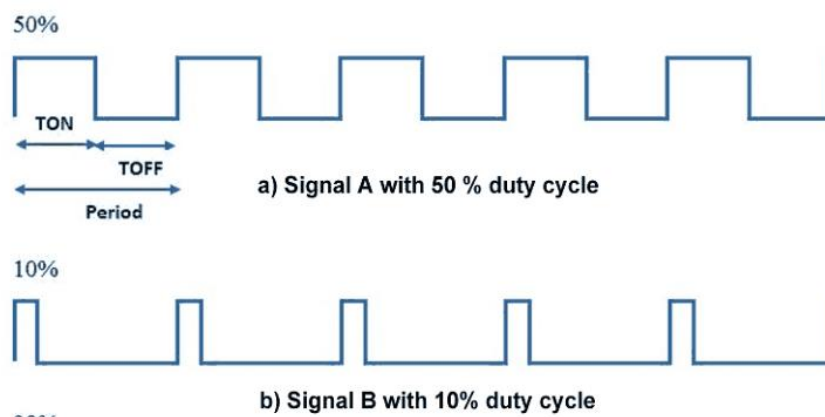 50%
TON
TOFF
a) Signal A with 50 % duty cycle
Period
10%
b) Signal B with 10% duty cycle